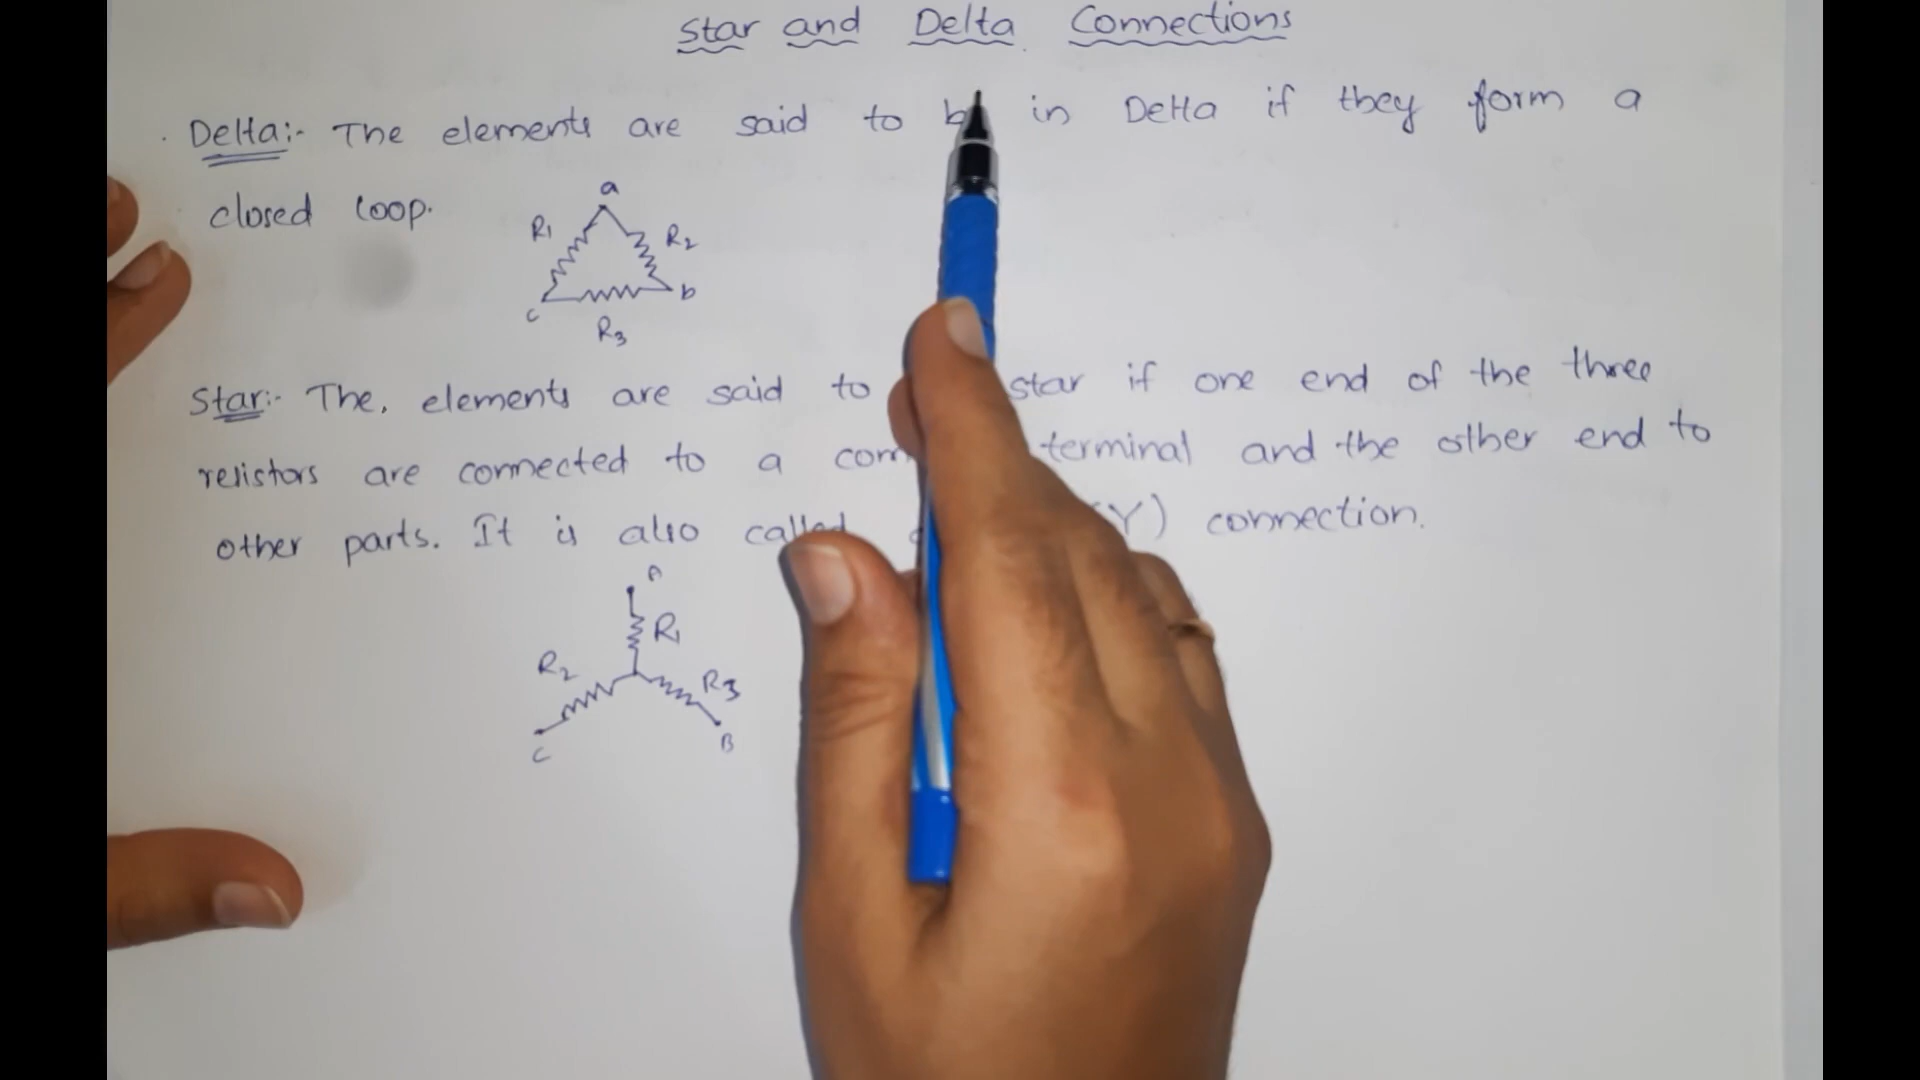 Star and Delta Connections
Delta:- The elements are said to in Delta if they form a
closed loop.
a
R1
R2
c
b
R3
Star:- The, elements are said to star if one end of the three
resistors are connected to a terminal and the other end to
other parts. It is also called (Y) connection.
A
R1
R2
R3
C
B